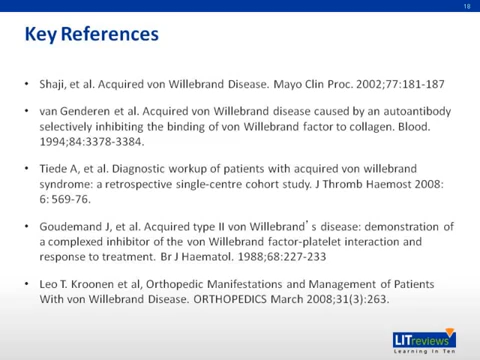 18
Key References
• Shaji, et al. Acquired von Willebrand Disease. Mayo Clin Proc. 2002;77:181-187
• van Genderen et al. Acquired von Willebrand disease caused by an autoantibody
selectively inhibiting the binding of von Willebrand factor to collagen. Blood.
1994;84:3378-3384.
• Tiede A, et al. Diagnostic workup of patients with acquired von willebrand
syndrome: a retrospective single-centre cohort study. J Thromb Haemost 2008:
6: 569-76.
• Goudemand J, et al. Acquired type II von Willebrand's disease: demonstration of
a complexed inhibitor of the von Willebrand factor-platelet interaction and
response to treatment. Br J Haematol. 1988;68:227-233
• Leo T. Kroonen et al, Orthopedic Manifestations and Management of Patients
With von Willebrand Disease. ORTHOPEDICS March 2008;31(3):263.
LITreviews
Learning In Ten